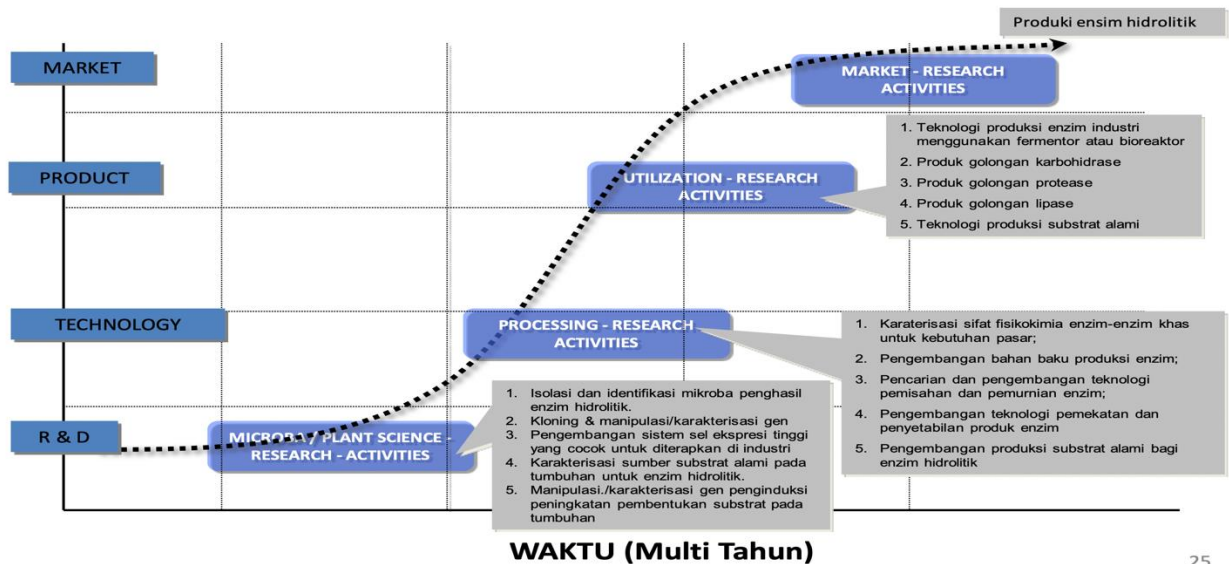 Produki ensim hidrolitik
MARKET
MARKET - RESEARCH
ACTIVITIES
1. Teknologi produksi enzim industri
menggunakan fermentor atau bioreaktor
2. Produk golongan karbohidrase
3. Produk golongan protease
4. Produk golongan lipase
5. Teknologi produksi substrat alami
PRODUCT
UTILIZATION - RESEARCH
ACTIVITIES
TECHNOLOGY
PROCESSING - RESEARCH
ACTIVITIES
1. Karaterisasi sifat fisikokimia enzim-enzim khas
untuk kebutuhan pasar;
2. Pengembangan bahan baku produksi enzim;
3. Pencarian dan pengembangan teknologi
pemisahan dan pemurnian enzim;
4. Pengembangan teknologi pemekatan dan
penyetabilan produk enzim
5. Pengembangan produksi substrat alami bagi
enzim hidrolitik
R & D
MICROBA / PLANT SCIENCE -
RESEARCH - ACTIVITIES
1. Isolasi dan identifikasi mikroba penghasil
enzim hidrolitik.
2. Kloning & manipulasi/karakterisasi gen
3. Pengembangan sistem sel ekspresi tinggi
yang cocok untuk diterapkan di industri
4. Karakterisasi sumber substrat alami pada
tumbuhan untuk enzim hidrolitik.
5. Manipulasi./karakterisasi gen penginduksi
peningkatan pembentukan substrat pada
tumbuhan
WAKTU (Multi Tahun)
25